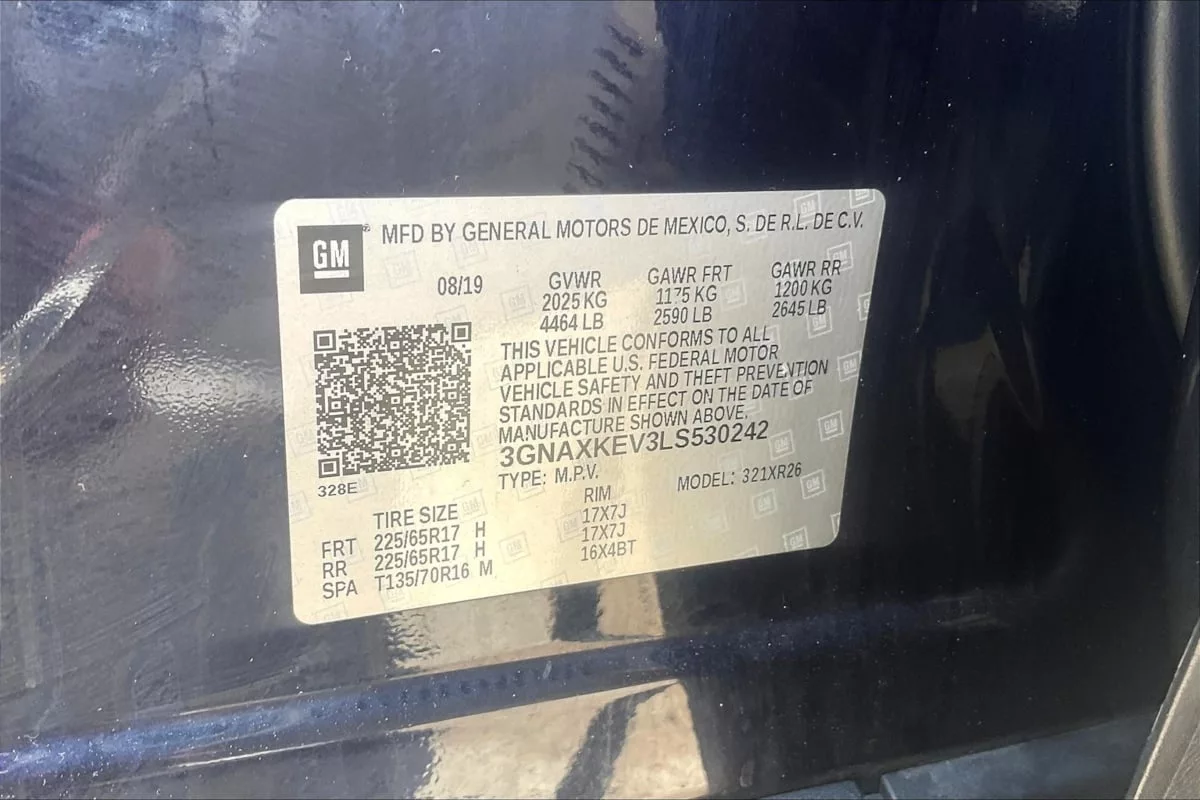 GM MFD BY GENERAL MOTORS DE MEXICO, S. DE R.L. DE C.V.
08/19 GVWR GAWR FRT GAWR RR
2025 KG 1175 KG 1200 KG
4464 LB 2590 LB 2645 LB
THIS VEHICLE CONFORMS TO ALL
APPLICABLE U.S. FEDERAL MOTOR
VEHICLE SAFETY AND THEFT PREVENTION
STANDARDS IN EFFECT ON THE DATE OF
MANUFACTURE SHOWN ABOVE.
3GNAXKEV3LS530242
328E TYPE: M.P.V. MODEL: 321XR26
TIRE SIZE RIM
FRT 225/65R17 H 17X7J
RR 225/65R17 H 17X7J
SPA T135/70R16 M 16X4BT